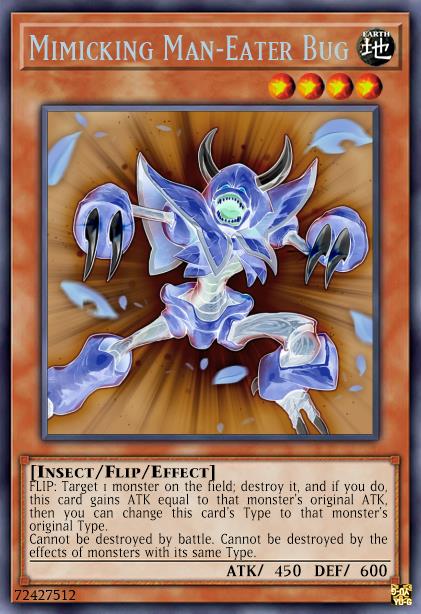 MIMICKING MAN-EATER BUG
EARTH
地
[INSECT/FLIP/EFFECT]
FLIP: Target 1 monster on the field; destroy it, and if you do,
this card gains ATK equal to that monster's original ATK,
then you can change this card's Type to that monster's
original Type.
Cannot be destroyed by battle. Cannot be destroyed by the
effects of monsters with its same Type.
ATK/ 450 DEF/ 600
72427512